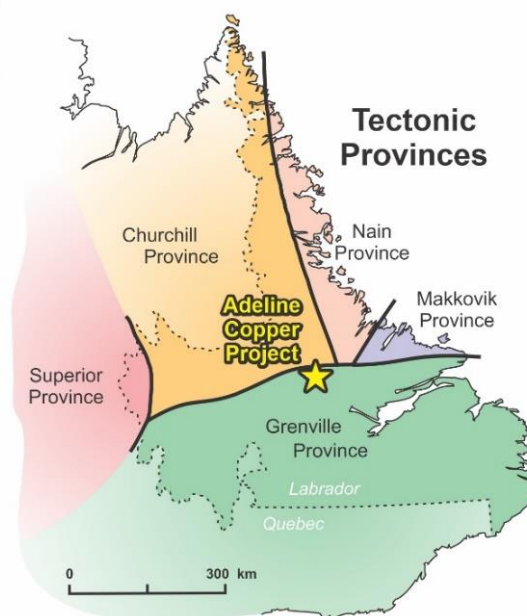 Tectonic
Provinces
Churchill
Province
Nain
Province
Adeline
Copper
Project
Makkovik
Province
Superior
Province
Grenville
Province
Labrador
Quebec
0 300 km